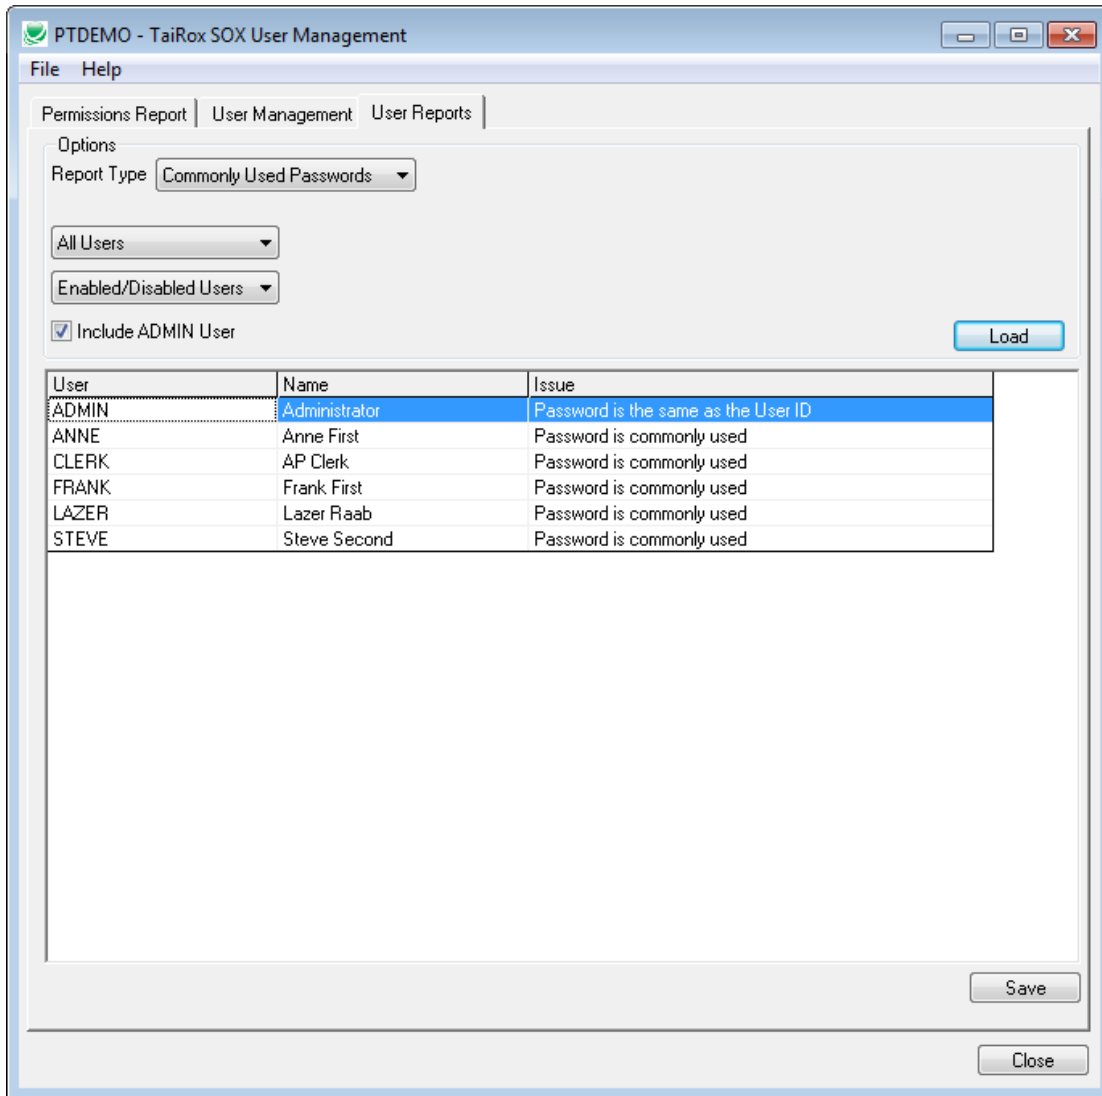 PTDEMO - TaiRox SOX User Management
File Help
Permissions Report User Management User Reports
Options
Report Type Commonly Used Passwords
All Users
Enabled/Disabled Users
Include ADMIN User
Load
User Name Issue
ADMIN Administrator Password is the same as the User ID
ANNE Anne First Password is commonly used
CLERK AP Clerk Password is commonly used
FRANK Frank First Password is commonly used
LAZER Lazer Raab Password is commonly used
STEVE Steve Second Password is commonly used
Save
Close